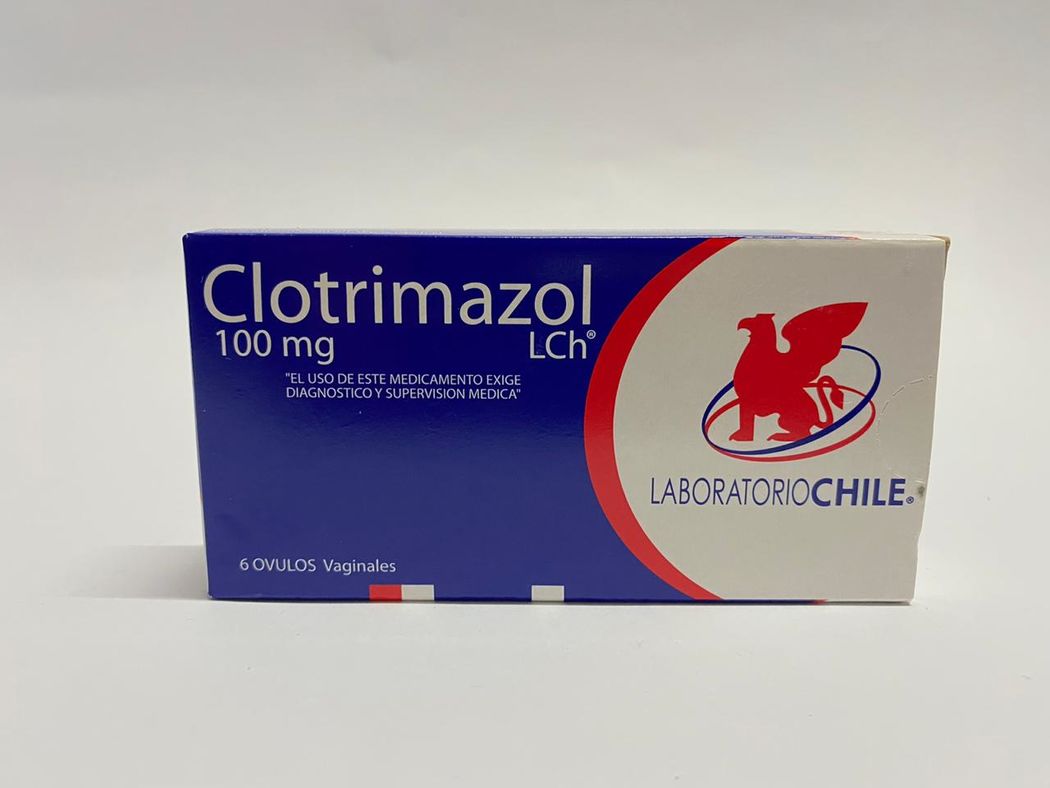 Clotrimazol
100 mg LCh®
"EL USO DE ESTE MEDICAMENTO EXIGE
DIAGNOSTICO Y SUPERVISION MEDICA"
LABORATORIOCHILE®
6 OVULOS Vaginales